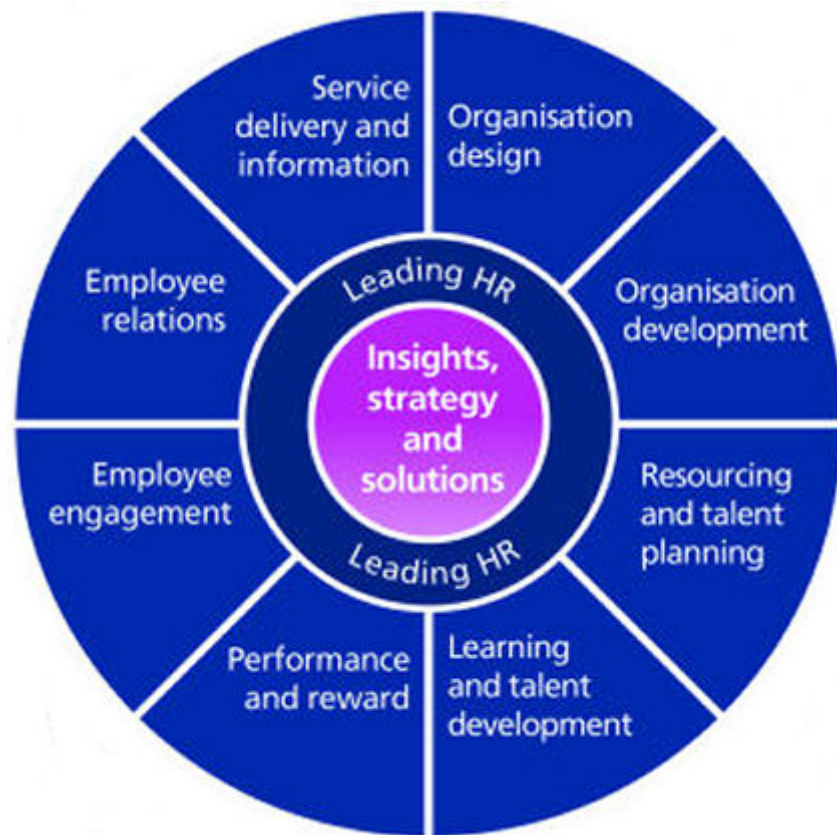 Service
delivery and
information
Organisation
design
Employee
relations
Leading HR
Organisation
development
Insights,
strategy
and
solutions
Employee
engagement
Resourcing
and talent
planning
Leading HR
Performance
and reward
Learning
and talent
development